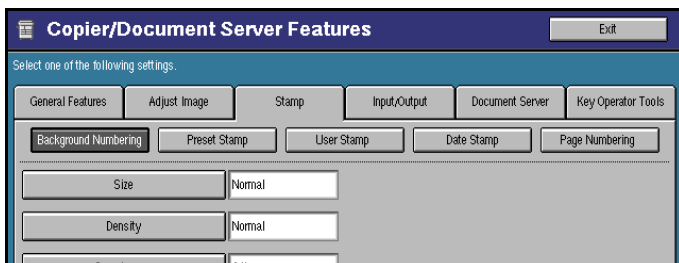 Copier/Document Server Features
Exit
Select one of the following settings.
General Features Adjust Image Stamp Input/Output Document Server Key Operator Tools
Background Numbering Preset Stamp User Stamp Date Stamp Page Numbering
Size Normal
Density Normal